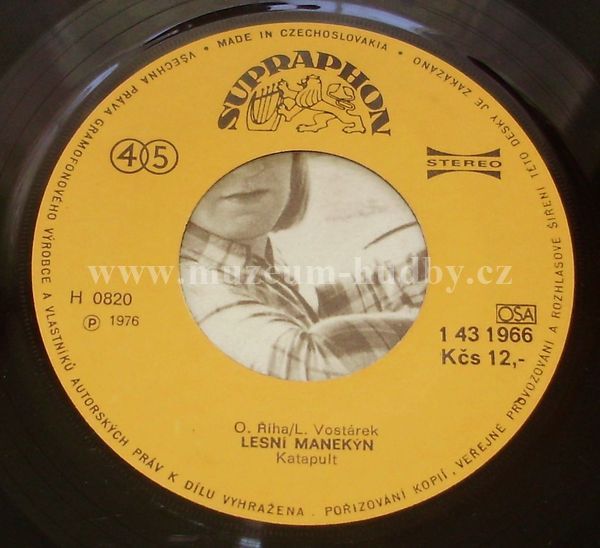 VŠECHNA PRÁVA GRAMOFONOVÉHO VÝROBCE A VLASTNÍKŮ AUTORSKÝCH PRÁV K DÍLU VYHRAŽENA . POŘIZOVÁNÍ KOPIÍ , VEŘEJNÉ PROVOZOVÁNÍ A ROZHLASOVÉ ŠÍŘENÍ TÉTO DESKY JE ZAKÁZÁNO
• MADE IN CZECHOSLOVAKIA •
SUPRAPHON
45
STEREO
www.muzeum-hudby.cz
H 0820
Ⓟ 1976
OSA
1 43 1966
Kčs 12,-
O. Říha/L. Vostárek
LESNÍ MANEKÝN
Katapult